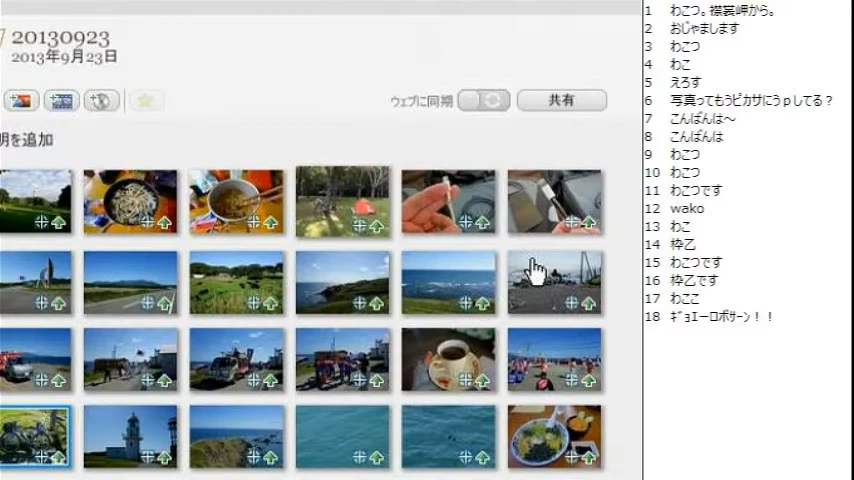 20130923
2013年9月23日
ウェブに同期
共有
明を追加
1 わこつ。襟裳岬から。
2 おじゃまします
3 わこつ
4 わこ
5 えろす
6 写真ってもうピカサにうｐしてる？
7 こんばんは～
8 こんばんは
9 わこつ
10 わこつ
11 わこつです
12 wako
13 わこ
14 枠乙
15 わこつです
16 枠乙です
17 わここ
18 ｷﾞｮエーロボサーン！！